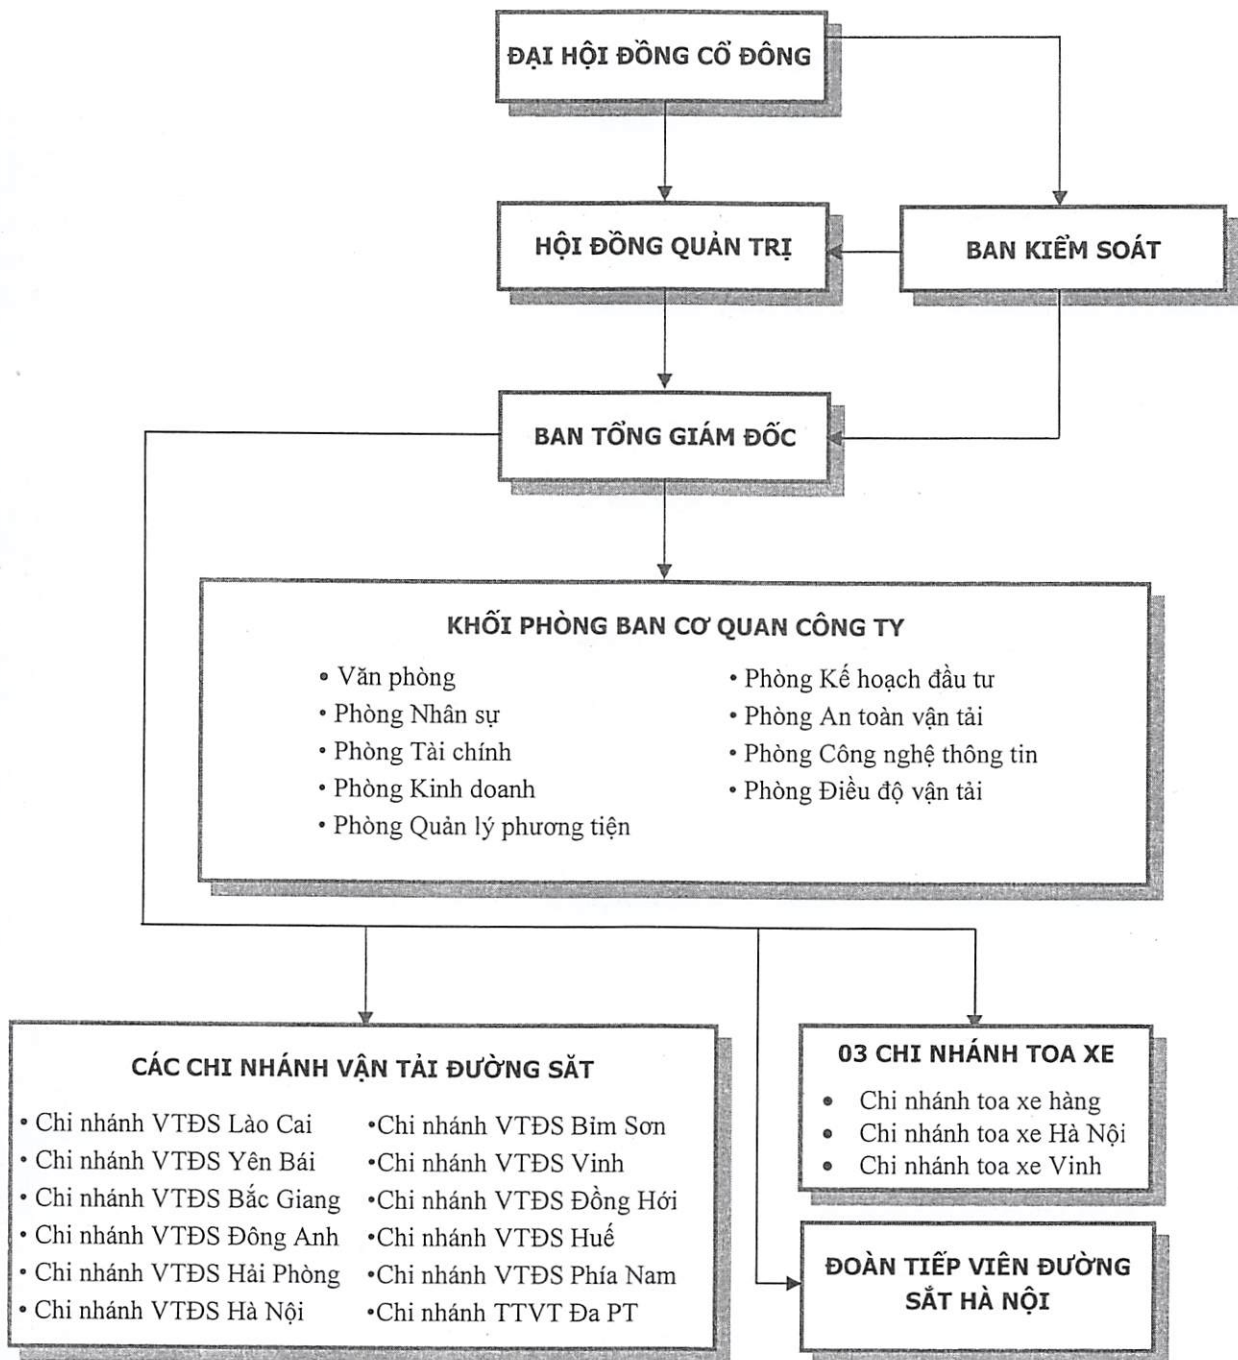 ĐẠI HỘI ĐỒNG CỔ ĐÔNG
HỘI ĐỒNG QUẢN TRỊ
BAN KIỂM SOÁT
BAN TỔNG GIÁM ĐỐC
KHỐI PHÒNG BAN CƠ QUAN CÔNG TY
• Văn phòng
• Phòng Nhân sự
• Phòng Tài chính
• Phòng Kinh doanh
• Phòng Quản lý phương tiện
• Phòng Kế hoạch đầu tư
• Phòng An toàn vận tải
• Phòng Công nghệ thông tin
• Phòng Điều độ vận tải
CÁC CHI NHÁNH VẬN TẢI ĐƯỜNG SẮT
• Chi nhánh VTĐS Lào Cai
• Chi nhánh VTĐS Yên Bái
• Chi nhánh VTĐS Bắc Giang
• Chi nhánh VTĐS Đông Anh
• Chi nhánh VTĐS Hải Phòng
• Chi nhánh VTĐS Hà Nội
•Chi nhánh VTĐS Bỉm Sơn
•Chi nhánh VTĐS Vinh
•Chi nhánh VTĐS Đồng Hới
•Chi nhánh VTĐS Huế
•Chi nhánh VTĐS Phía Nam
•Chi nhánh TTVT Đa PT
03 CHI NHÁNH TOA XE
• Chi nhánh toa xe hàng
• Chi nhánh toa xe Hà Nội
• Chi nhánh toa xe Vinh
ĐOÀN TIẾP VIÊN ĐƯỜNG
SẮT HÀ NỘI